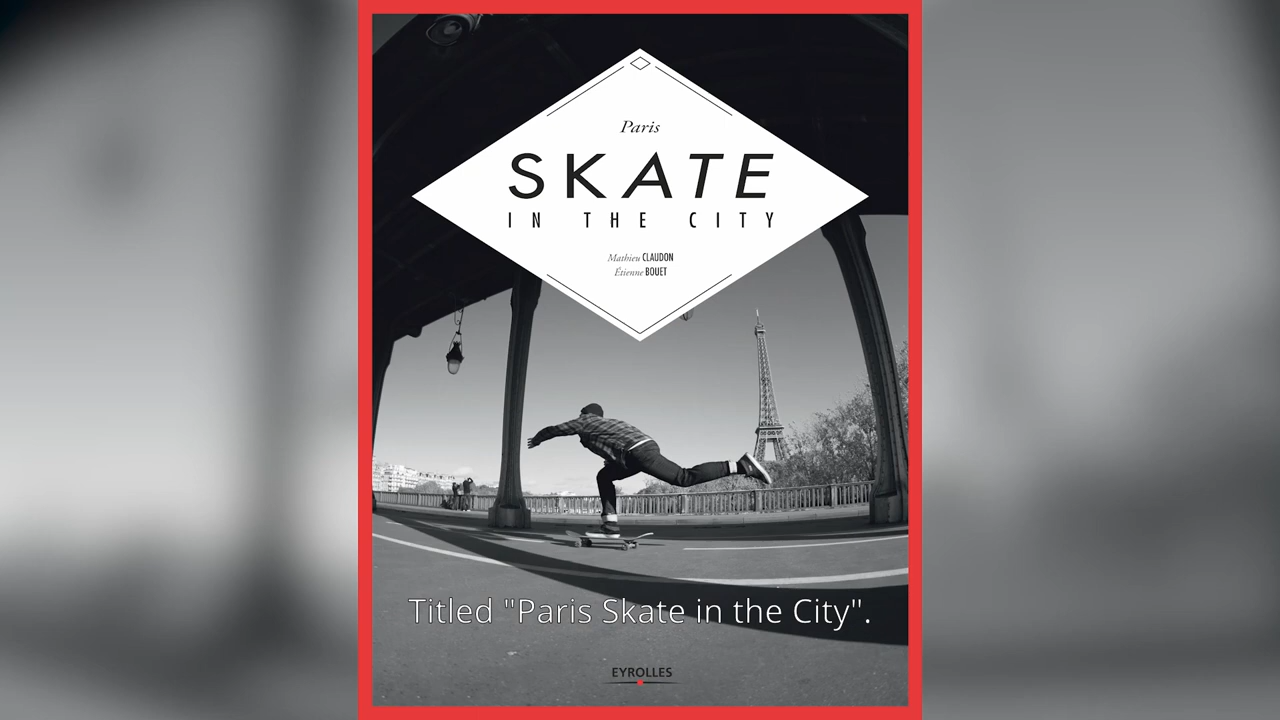 Paris
SKATE
IN THE CITY
Mathieu CLAUDON
Étienne BOUET
Titled "Paris Skate in the City".
EYROLLES